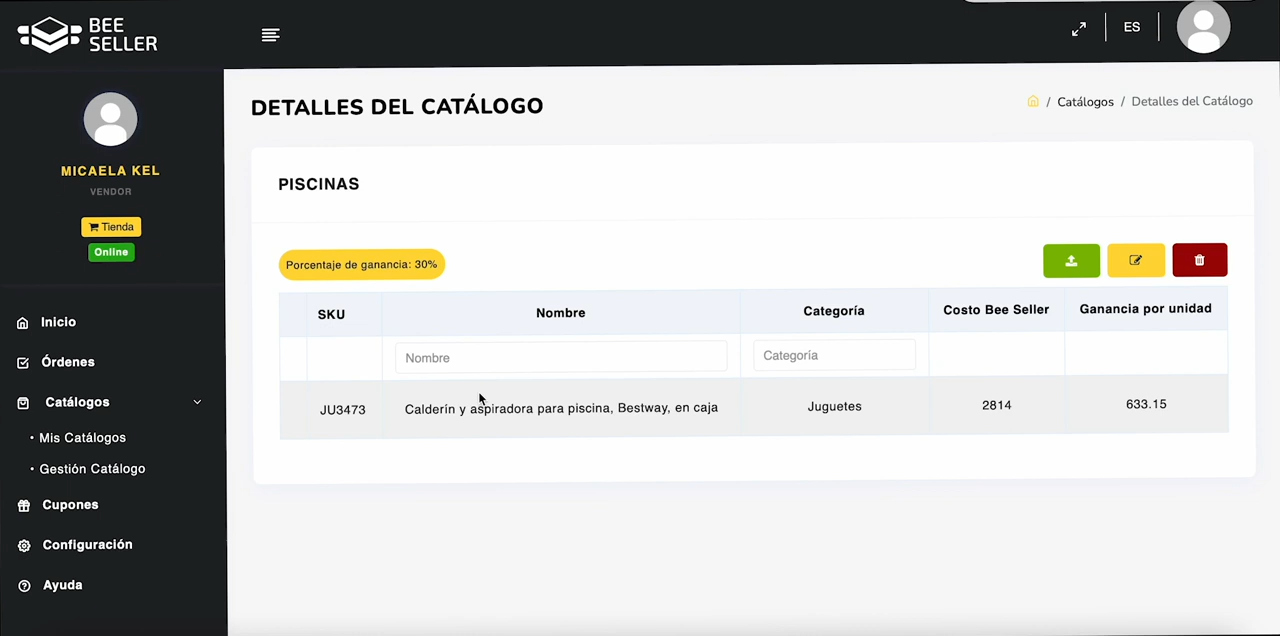 BEE
SELLER
ES
MICAELA KEL
VENDOR
Tienda
Online
Inicio
Órdenes
Catálogos
· Mis Catálogos
· Gestión Catálogo
Cupones
Configuración
Ayuda
DETALLES DEL CATÁLOGO
/ Catálogos / Detalles del Catálogo
PISCINAS
Porcentaje de ganancia: 30%
SKU Nombre Categoría Costo Bee Seller Ganancia por unidad
Nombre Categoría
JU3473 Calderín y aspiradora para piscina, Bestway, en caja Juguetes 2814 633.15